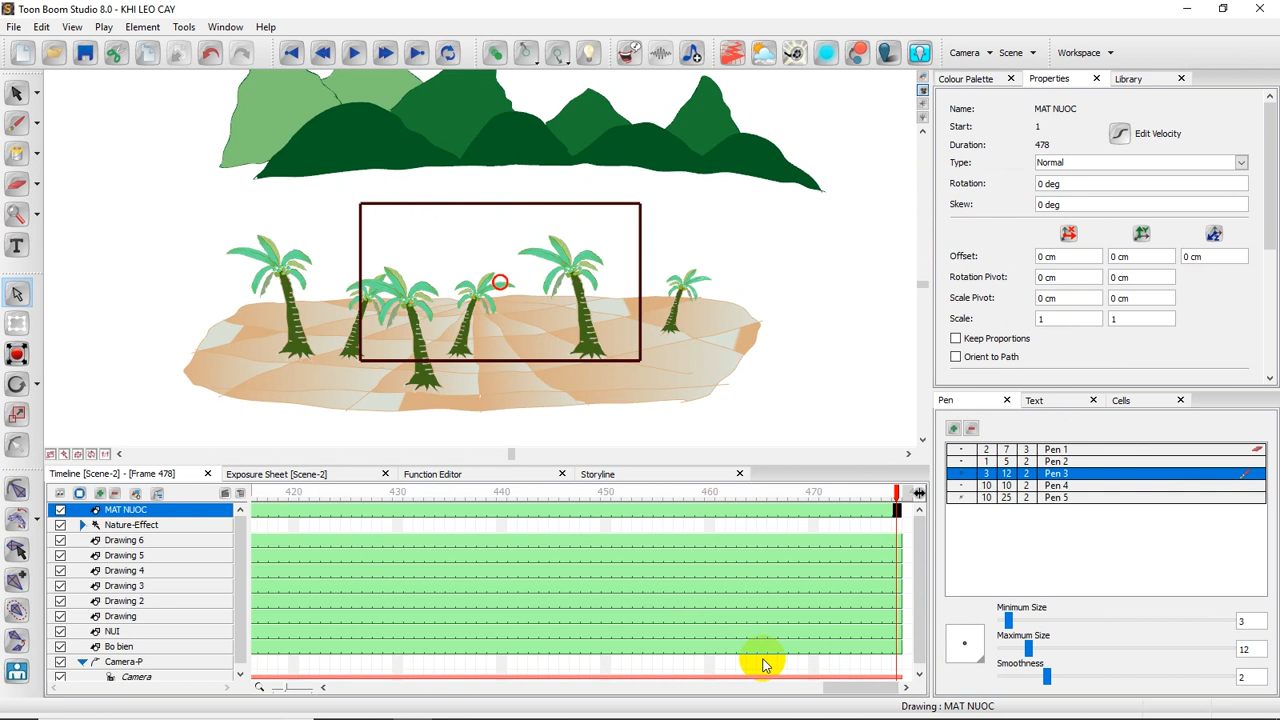 Toon Boom Studio 8.0 - KHI LEO CAY
File Edit View Play Element Tools Window Help
Camera Scene Workspace
Colour Palette Properties Library
Name: MAT NUOC
Start: 1
Edit Velocity
Duration: 478
Type: Normal
Rotation: 0 deg
Skew: 0 deg
Offset: 0 cm 0 cm 0 cm
Rotation Pivot: 0 cm 0 cm
Scale Pivot: 0 cm 0 cm
Scale: 1 1
Keep Proportions
Orient to Path
Pen Text Cells
2 7 3 Pen 1
1 5 2 Pen 2
3 12 2 Pen 3
10 10 2 Pen 4
10 25 2 Pen 5
Minimum Size
3
Maximum Size
12
Smoothness
2
Timeline [Scene-2] - [Frame 478] Exposure Sheet [Scene-2] Function Editor Storyline
420 430 440 450 460 470
MAT NUOC
Nature-Effect
Drawing 6
Drawing 5
Drawing 4
Drawing 3
Drawing 2
Drawing
NUI
Bo bien
Camera-P
Camera
Drawing : MAT NUOC